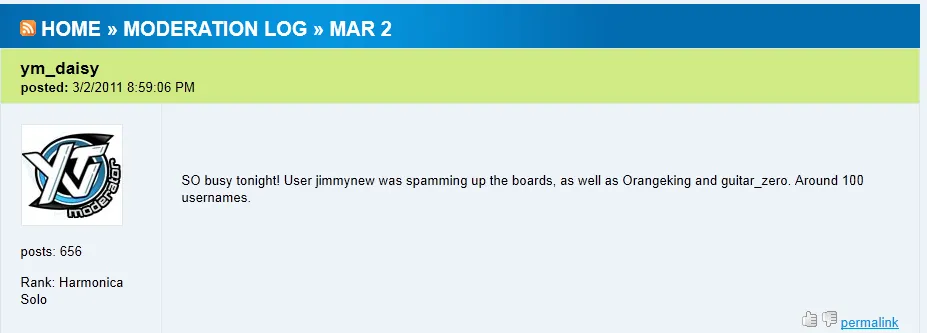 HOME » MODERATION LOG » MAR 2
ym_daisy
posted: 3/2/2011 8:59:06 PM
YTV
moderator
SO busy tonight! User jimmynew was spamming up the boards, as well as Orangeking and guitar_zero. Around 100
usernames.
posts: 656
Rank: Harmonica
Solo
permalink